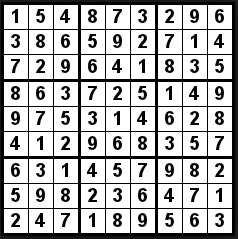 1 5 4 8 7 3 2 9 6
3 8 6 5 9 2 7 1 4
7 2 9 6 4 1 8 3 5
8 6 3 7 2 5 1 4 9
9 7 5 3 1 4 6 2 8
4 1 2 9 6 8 3 5 7
6 3 1 4 5 7 9 8 2
5 9 8 2 3 6 4 7 1
2 4 7 1 8 9 5 6 3